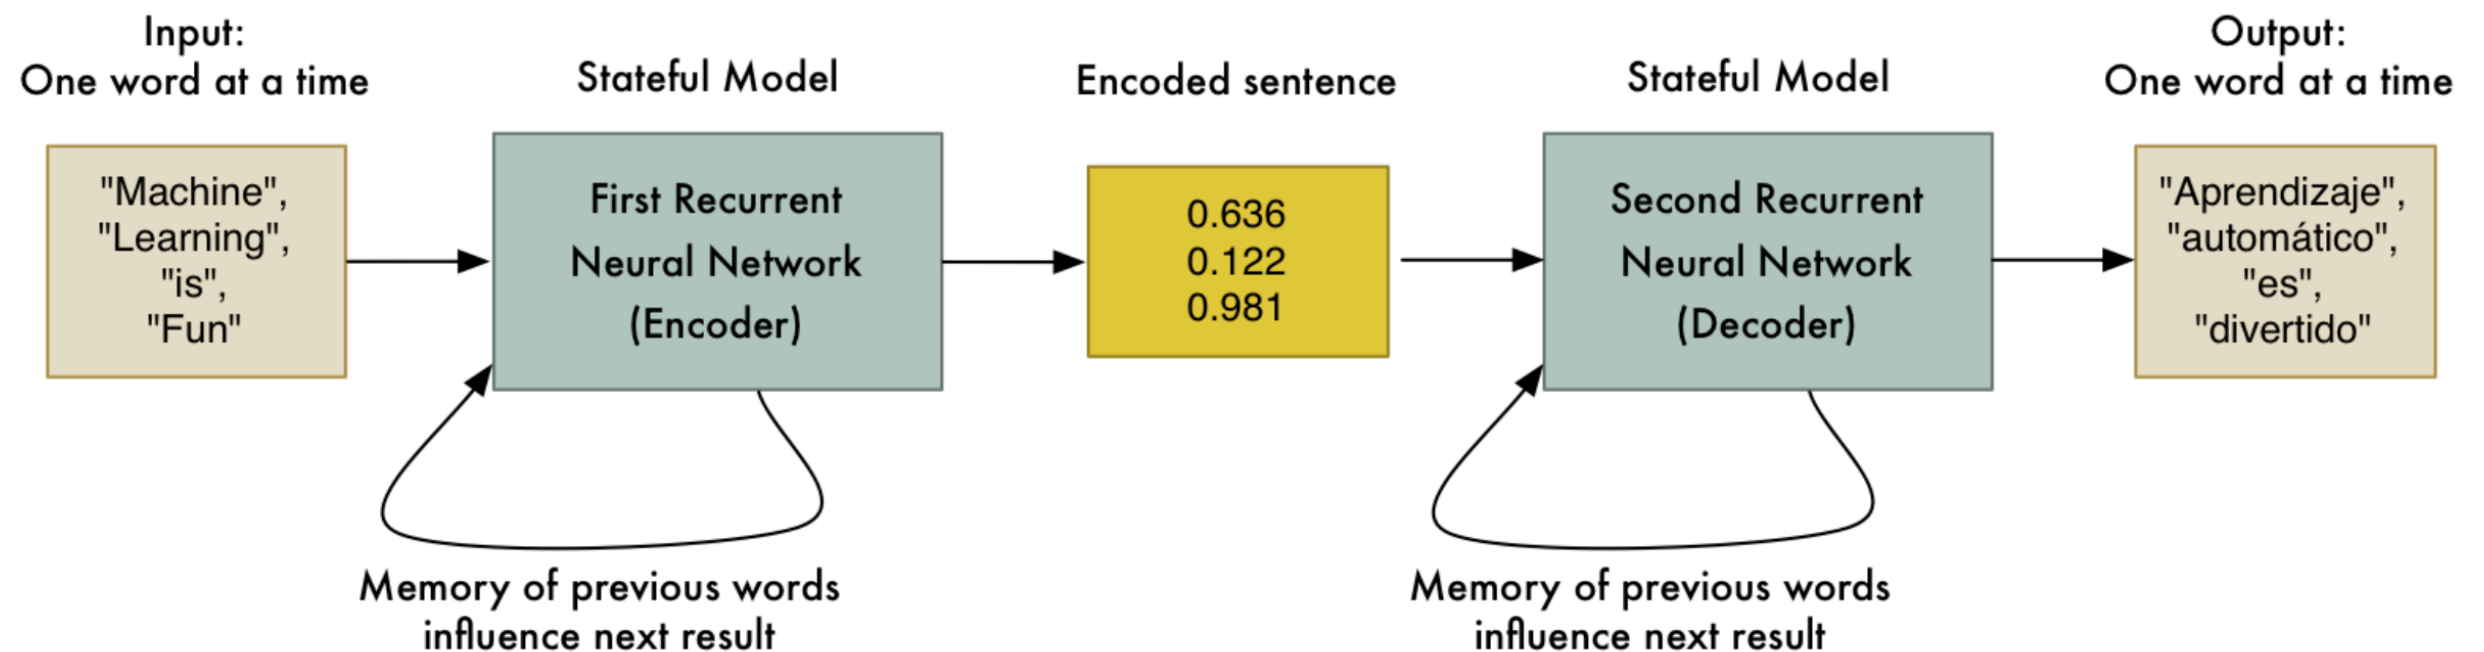 Input:
One word at a time
"Machine",
"Learning",
"is",
"Fun"
Stateful Model
First Recurrent
Neural Network
(Encoder)
Memory of previous words
influence next result
Encoded sentence
0.636
0.122
0.981
Stateful Model
Second Recurrent
Neural Network
(Decoder)
Memory of previous words
influence next result
Output:
One word at a time
"Aprendizaje",
"automático",
"es",
"divertido"